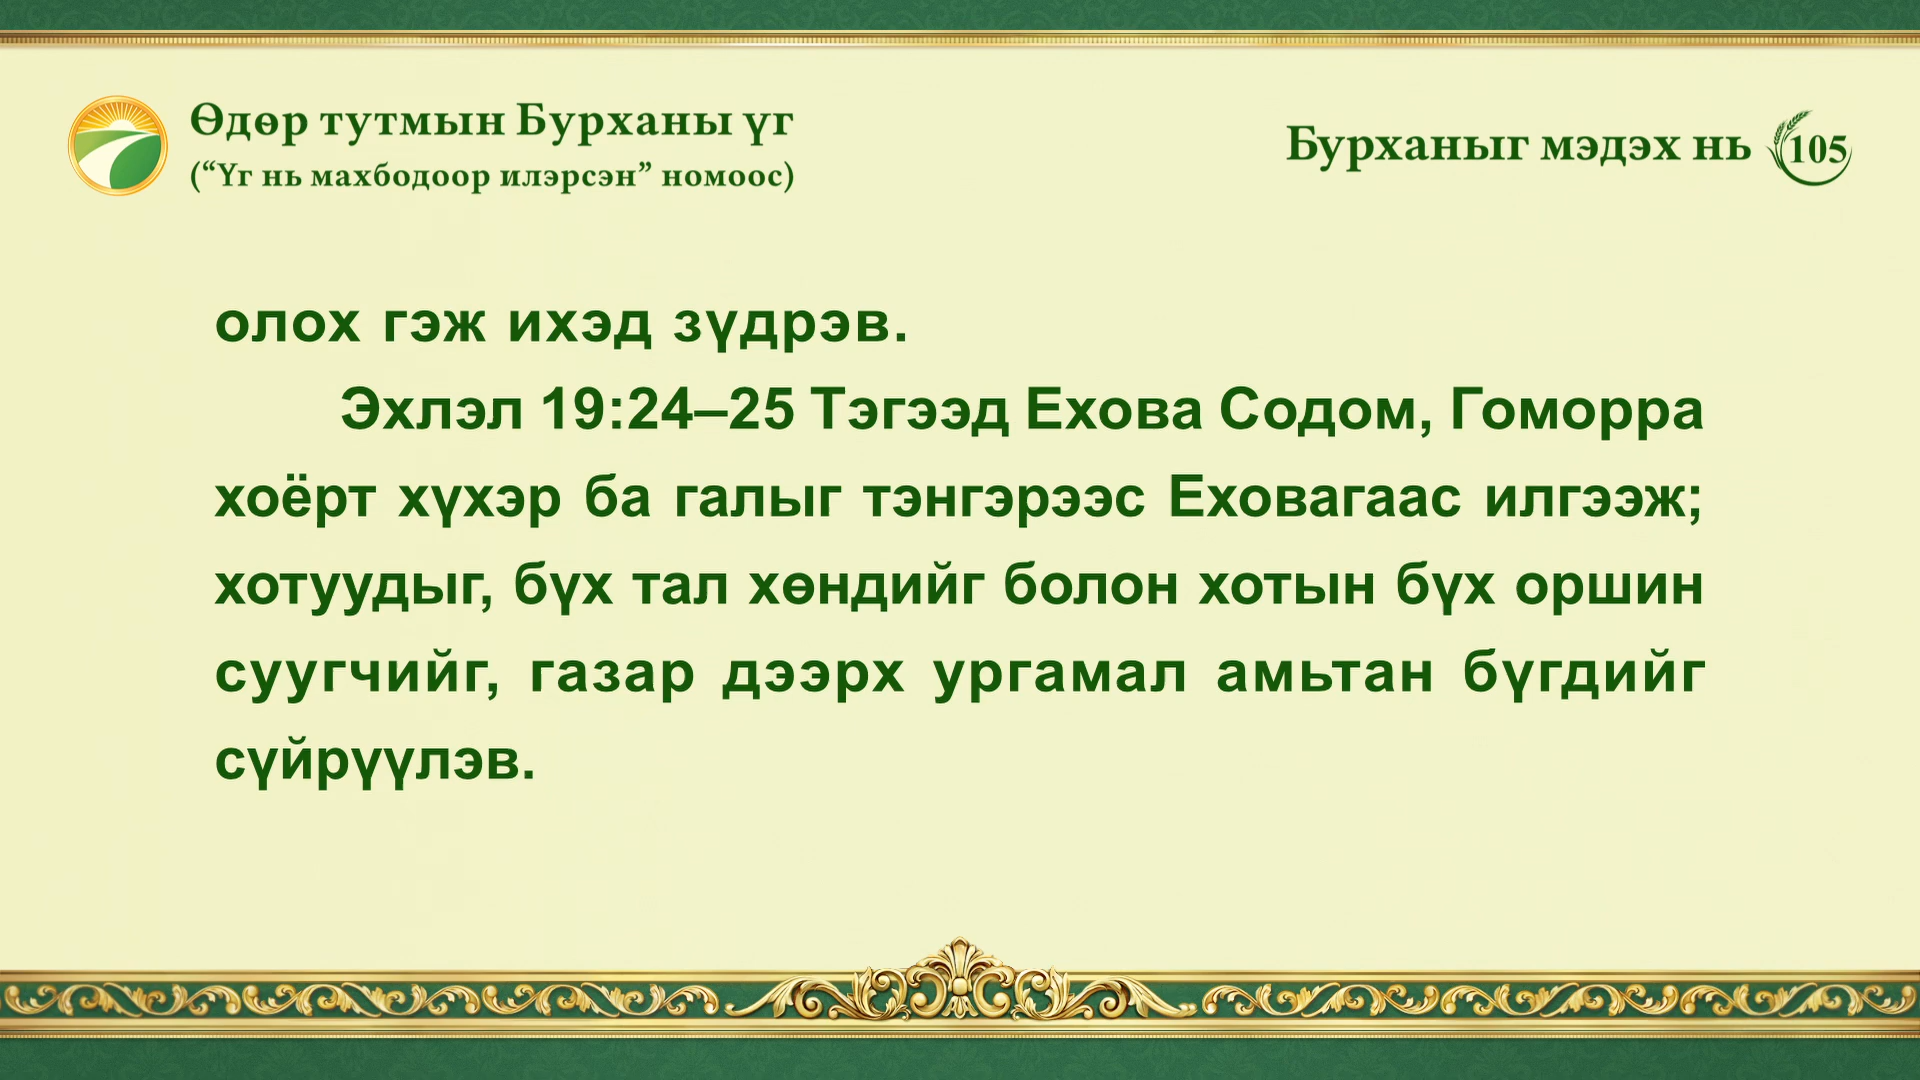 Өдөр тутмын Бурханы үг
(“Үг нь махбодоор илэрсэн” номоос)
Бурханыг мэдэх нь 105
олох гэж ихэд зүдрэв.
Эхлэл 19:24–25 Тэгээд Ехова Содом, Гоморра
хоёрт хүхэр ба галыг тэнгэрээс Еховагаас илгээж;
хотуудыг, бүх тал хөндийг болон хотын бүх оршин
суугчийг, газар дээрх ургамал амьтан бүгдийг
сүйрүүлэв.